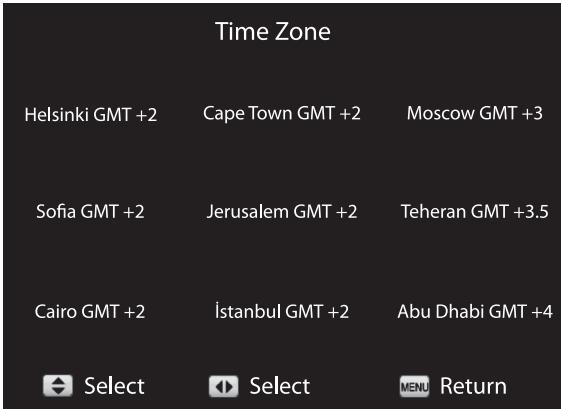 Time Zone
Helsinki GMT +2 Cape Town GMT +2 Moscow GMT +3
Sofia GMT +2 Jerusalem GMT +2 Teheran GMT +3.5
Cairo GMT +2 İstanbul GMT +2 Abu Dhabi GMT +4
Select Select MENU Return